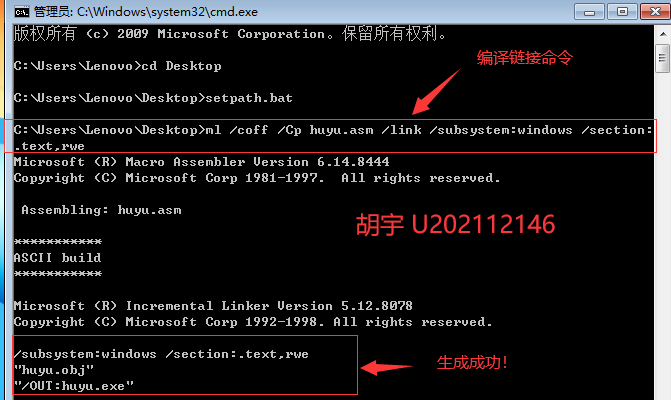 管理员: C:\Windows\system32\cmd.exe
版权所有 (c) 2009 Microsoft Corporation。保留所有权利。
C:\Users\Lenovo>cd Desktop
编译链接命令
C:\Users\Lenovo\Desktop>setpath.bat
C:\Users\Lenovo\Desktop>ml /coff /Cp huyu.asm /link /subsystem:windows /section:
.text,rwe
Microsoft (R) Macro Assembler Version 6.14.8444
Copyright (C) Microsoft Corp 1981-1997.  All rights reserved.
Assembling: huyu.asm
胡宇 U202112146
***********
ASCII build
***********
Microsoft (R) Incremental Linker Version 5.12.8078
Copyright (C) Microsoft Corp 1992-1998. All rights reserved.
/subsystem:windows /section:.text,rwe
"huyu.obj"
生成成功！
"/OUT:huyu.exe"